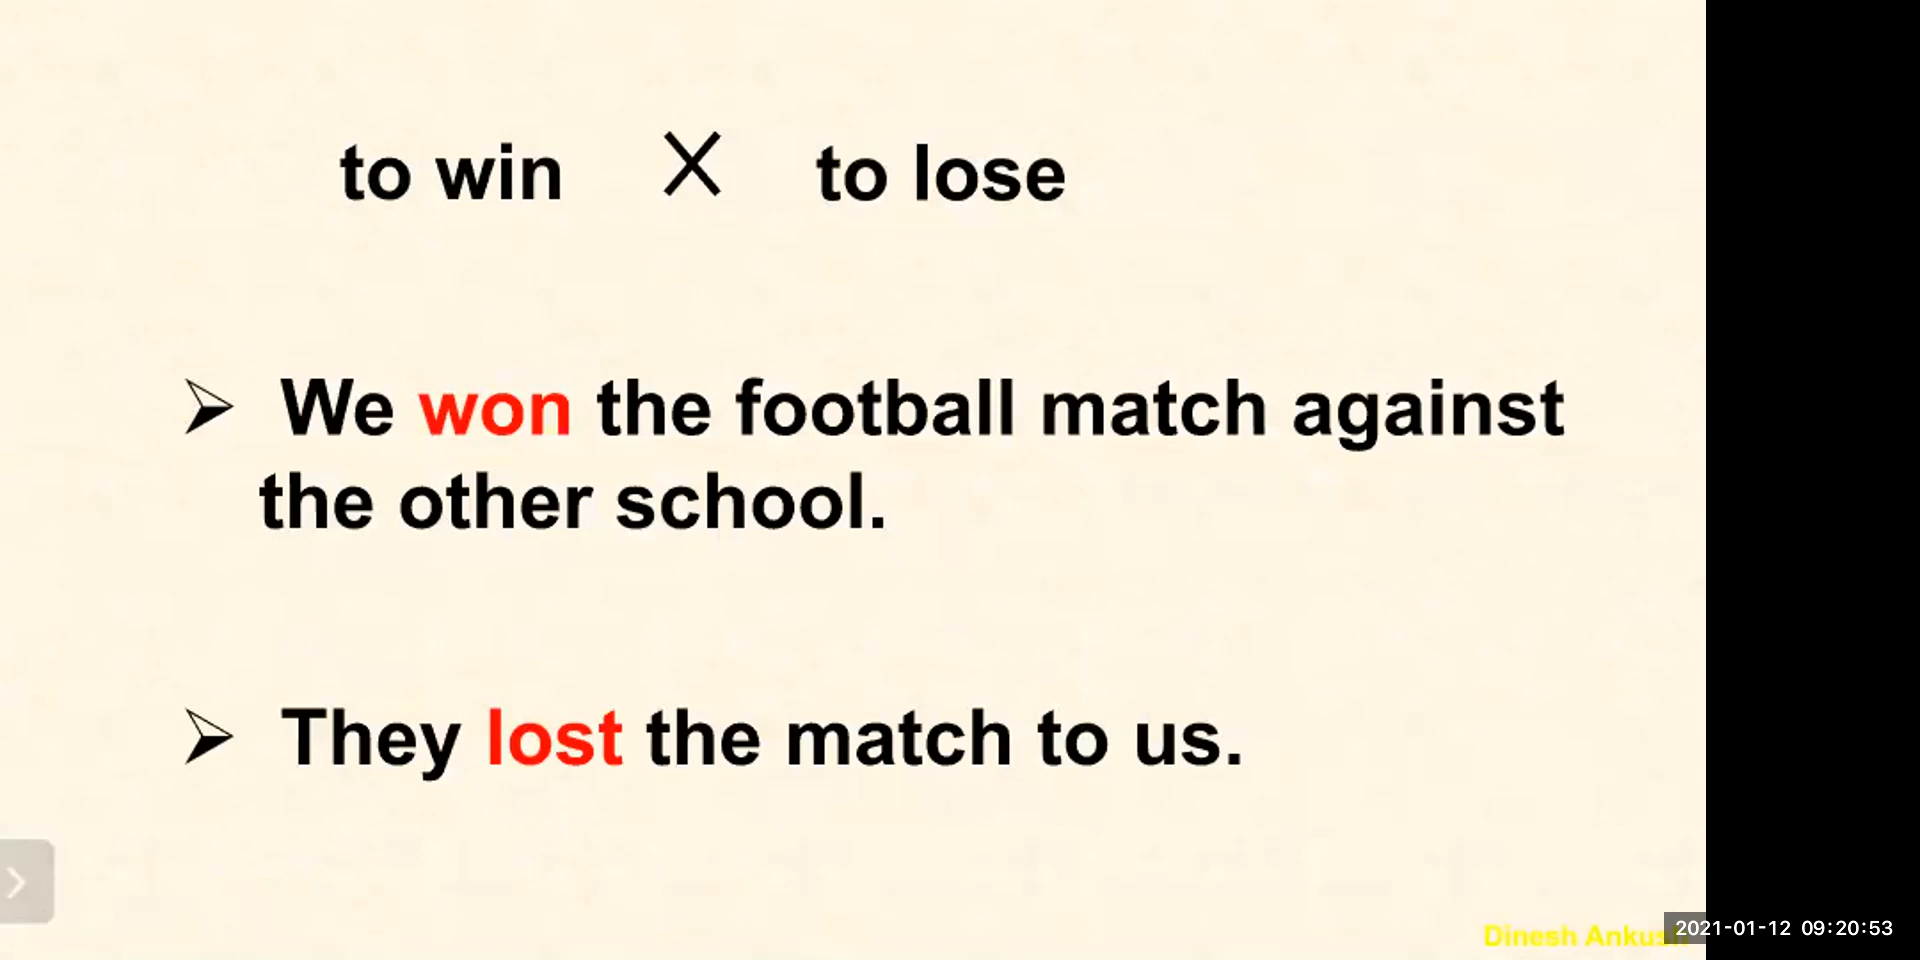 to win X to lose
➢ We won the football match against
the other school.
➢ They lost the match to us.
Dinesh
2021-01-12 09:20:53